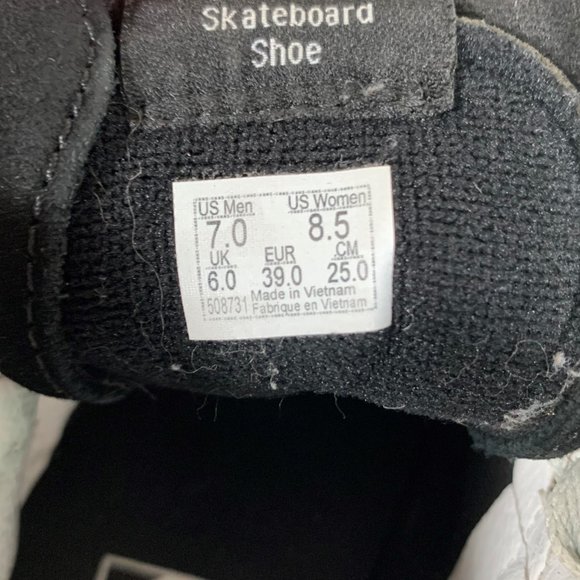 Skateboard
Shoe
US Men US Women
7.0 8.5
UK EUR CM
6.0 39.0 25.0
508731 Made in Vietnam
Fabrique en Vietnam